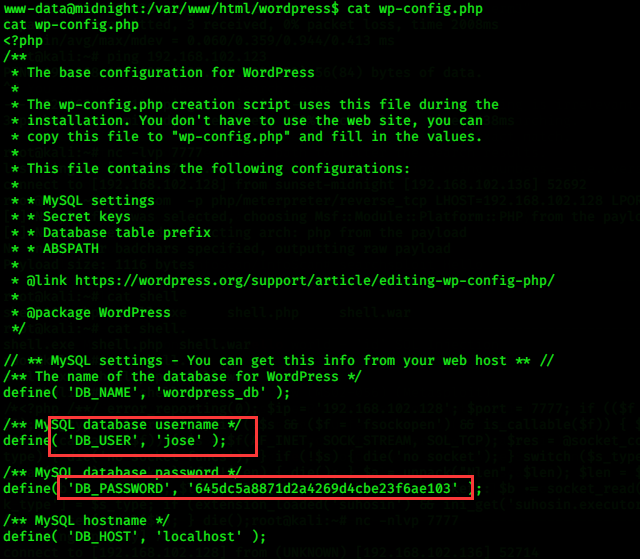 www-data@midnight:/var/www/html/wordpress$ cat wp-config.php
cat wp-config.php
<?php
/**
 * The base configuration for WordPress
 *
 * The wp-config.php creation script uses this file during the
 * installation. You don't have to use the web site, you can
 * copy this file to "wp-config.php" and fill in the values.
 *
 * This file contains the following configurations:
 *
 * * MySQL settings
 * * Secret keys
 * * Database table prefix
 * * ABSPATH
 *
 * @link https://wordpress.org/support/article/editing-wp-config-php/
 *
 * @package WordPress
 */

// ** MySQL settings - You can get this info from your web host ** //
/** The name of the database for WordPress */
define( 'DB_NAME', 'wordpress_db' );

/** MySQL database username */
define( 'DB_USER', 'jose' );

/** MySQL database password */
define( 'DB_PASSWORD', '645dc5a8871d2a4269d4cbe23f6ae103' );

/** MySQL hostname */
define( 'DB_HOST', 'localhost' );